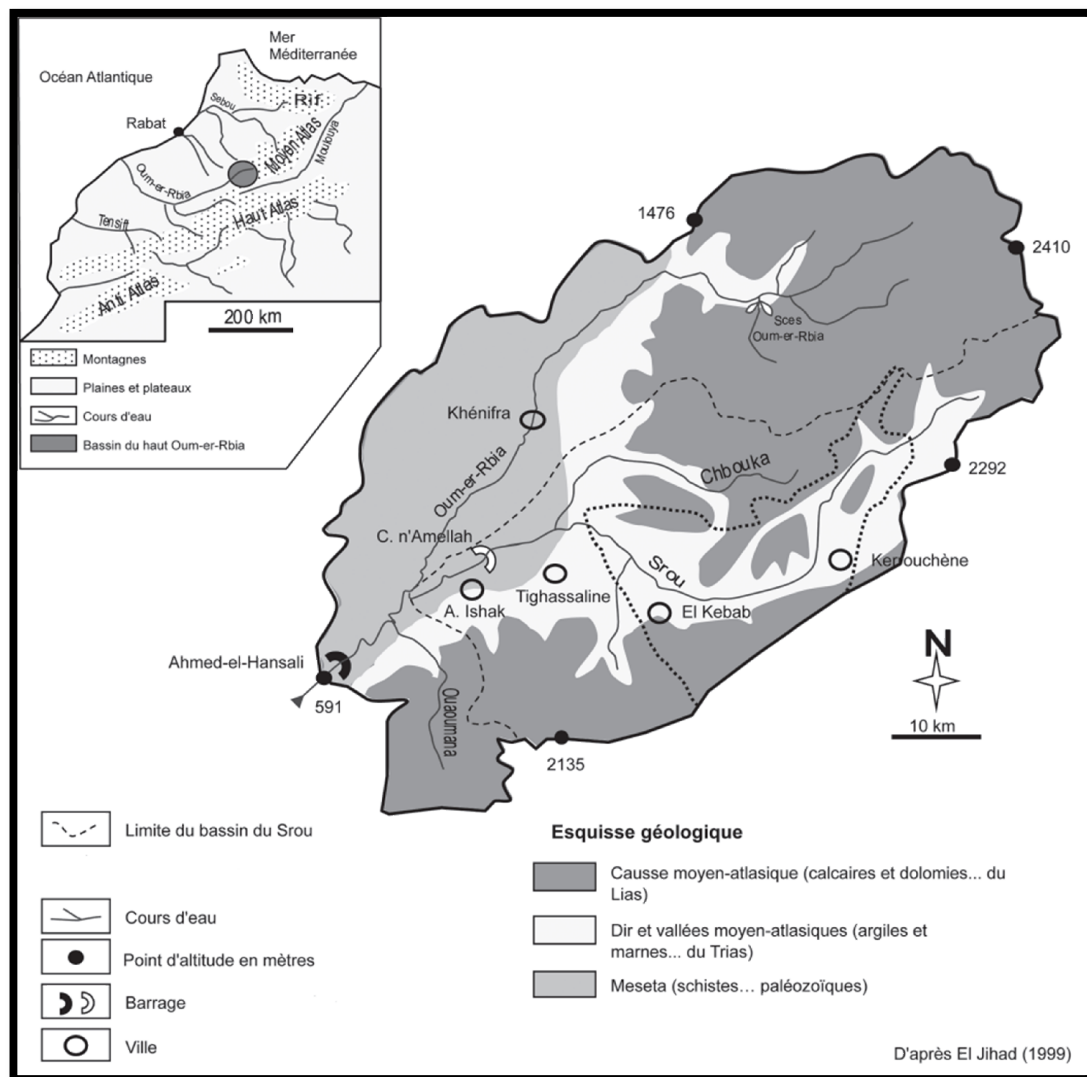 Mer
Méditerranée
Océan Atlantique
Sebou
Rif
Rabat
Moyen Atlas
Moulouya
Oum-er-Rbia
Haut Atlas
Tensift
Anti Atlas
200 km
Montagnes
Plaines et plateaux
Cours d'eau
Bassin du haut Oum-er-Rbia
1476
2410
Sces
Oum-er-Rbia
Khénifra
Oum-er-Rbia
Chbouka
2292
C. n'Amellah
Srou
Kerrouchène
Tighassaline
A. Ishak
El Kebab
Ahmed-el-Hansali
591
Ouaoumana
2135
N
10 km
Limite du bassin du Srou
Cours d'eau
Point d'altitude en mètres
Barrage
Ville
Esquisse géologique
Causse moyen-atlasique (calcaires et dolomies... du
Lias)
Dir et vallées moyen-atlasiques (argiles et
marnes... du Trias)
Meseta (schistes... paléozoïques)
D'après El Jihad (1999)